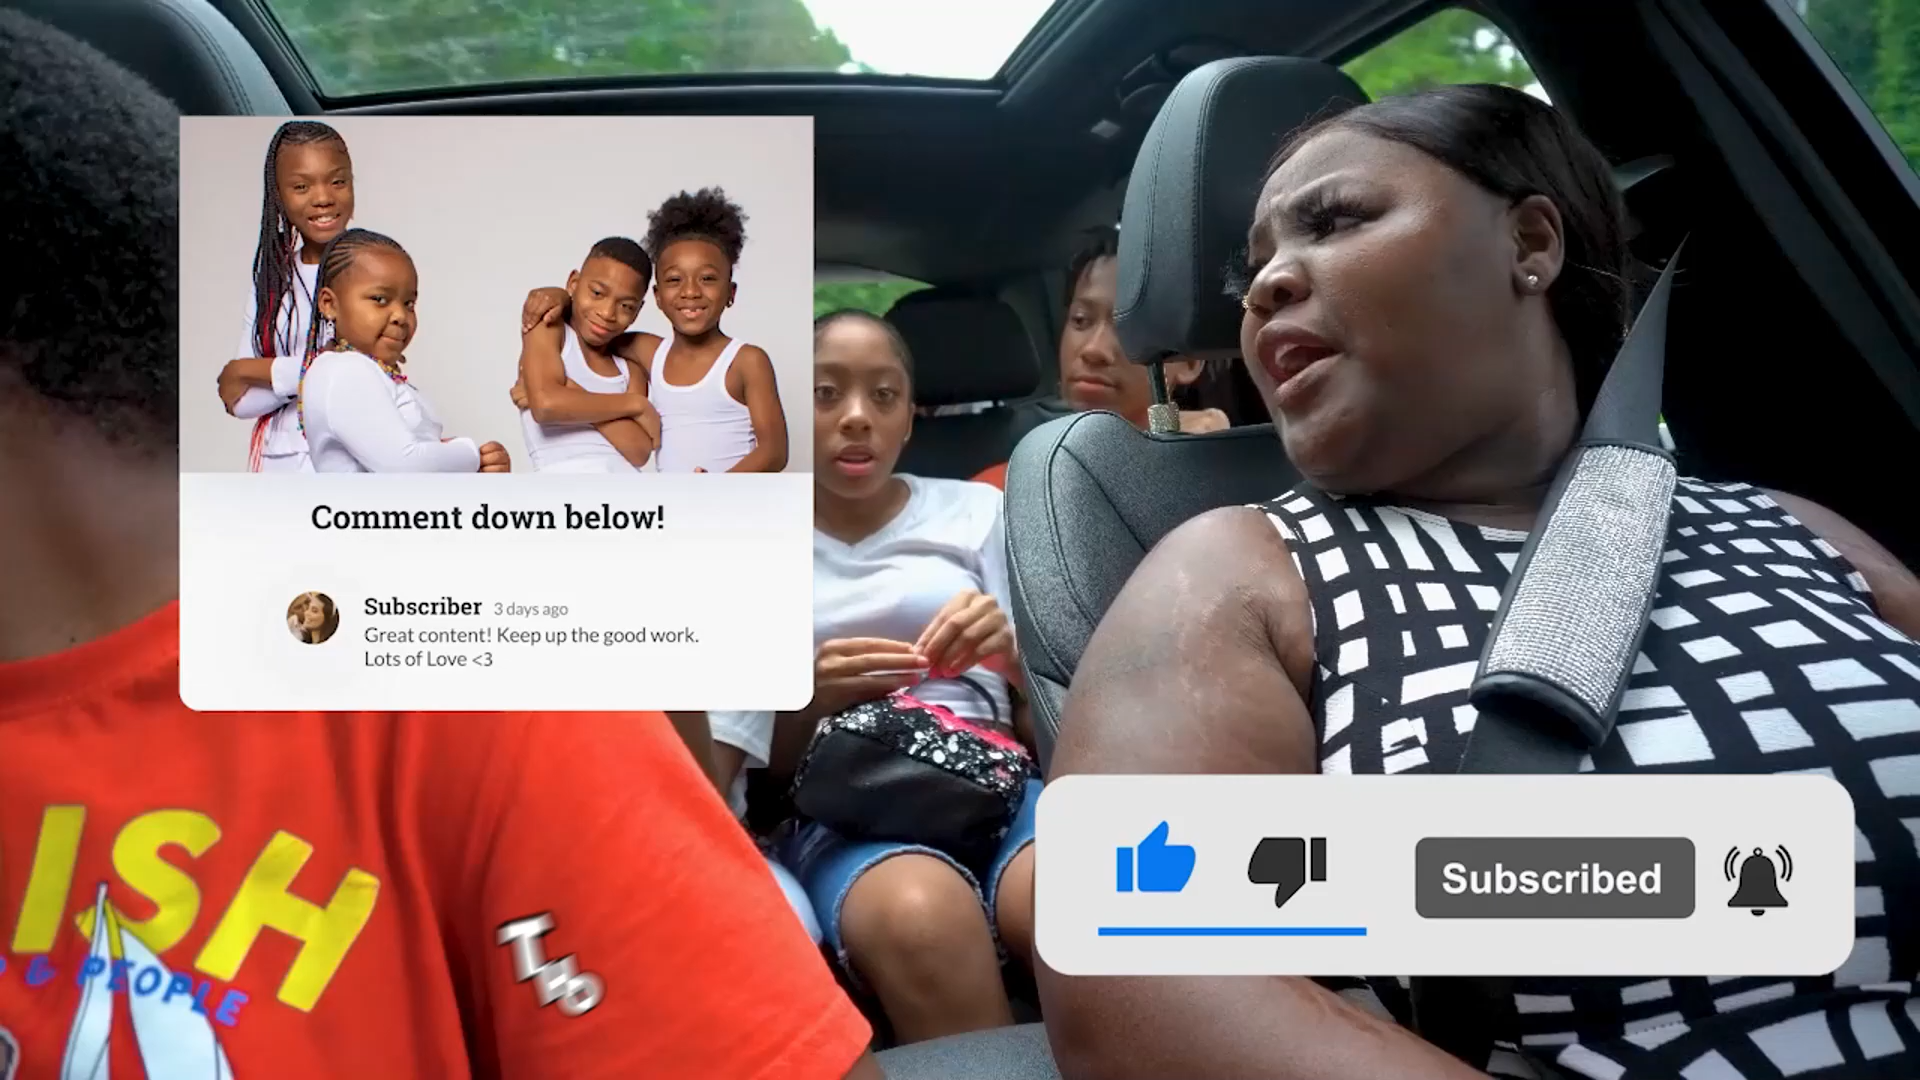 Comment down below!
Subscriber 3 days ago
Great content! Keep up the good work.
Lots of Love <3
Subscribed
ISH
& PEOPLE